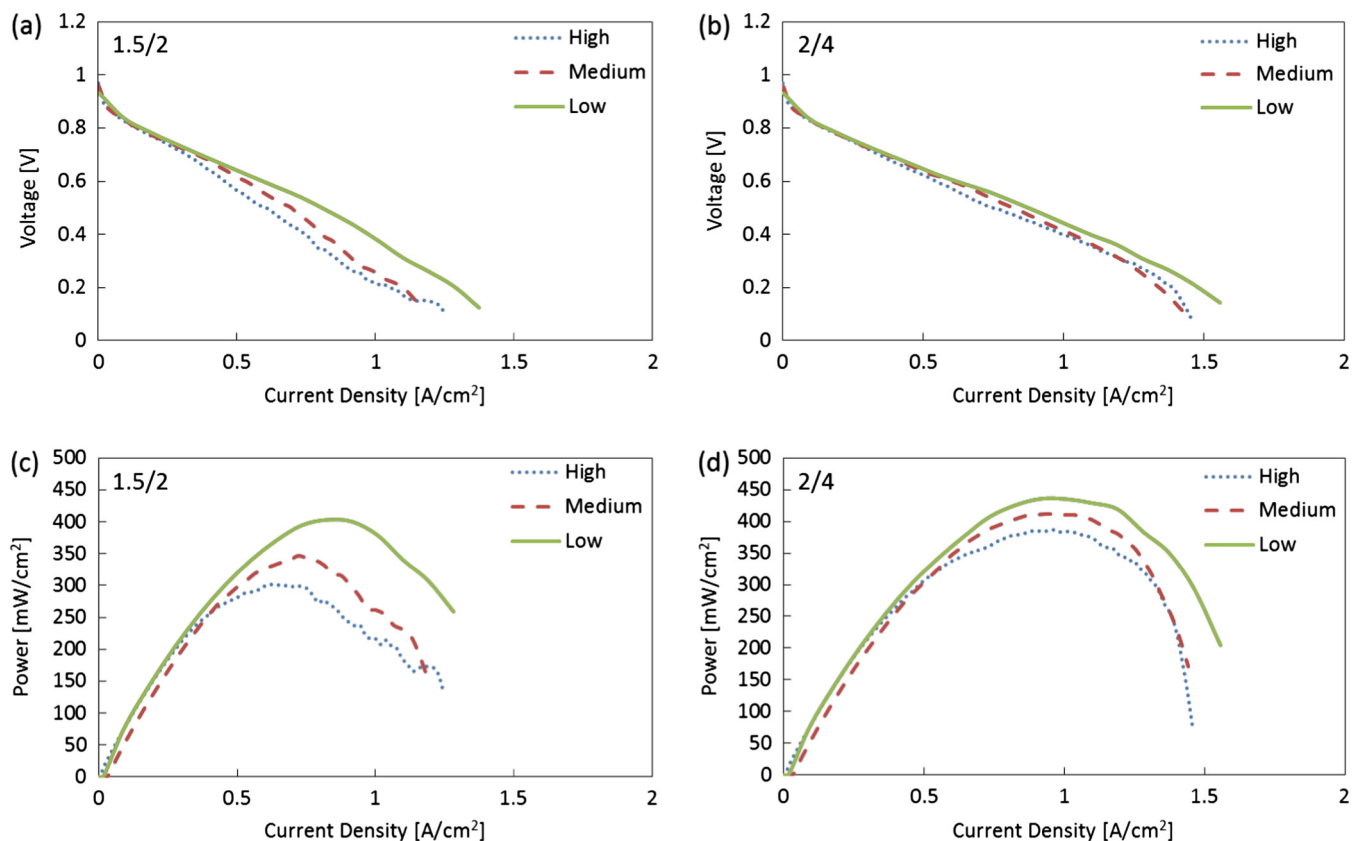 (a)
1.5/2
High
Medium
Low
1.2
1
0.8
0.6
0.4
0.2
0
Voltage [V]
0
0.5
1
1.5
2
Current Density [A/cm²]
(b)
2/4
High
Medium
Low
1.2
1
0.8
0.6
0.4
0.2
0
Voltage [V]
0
0.5
1
1.5
2
Current Density [A/cm²]
(c)
1.5/2
High
Medium
Low
500
450
400
350
300
250
200
150
100
50
0
Power [mW/cm²]
0
0.5
1
1.5
2
Current Density [A/cm²]
(d)
2/4
High
Medium
Low
500
450
400
350
300
250
200
150
100
50
0
Power [mW/cm²]
0
0.5
1
1.5
2
Current Density [A/cm²]